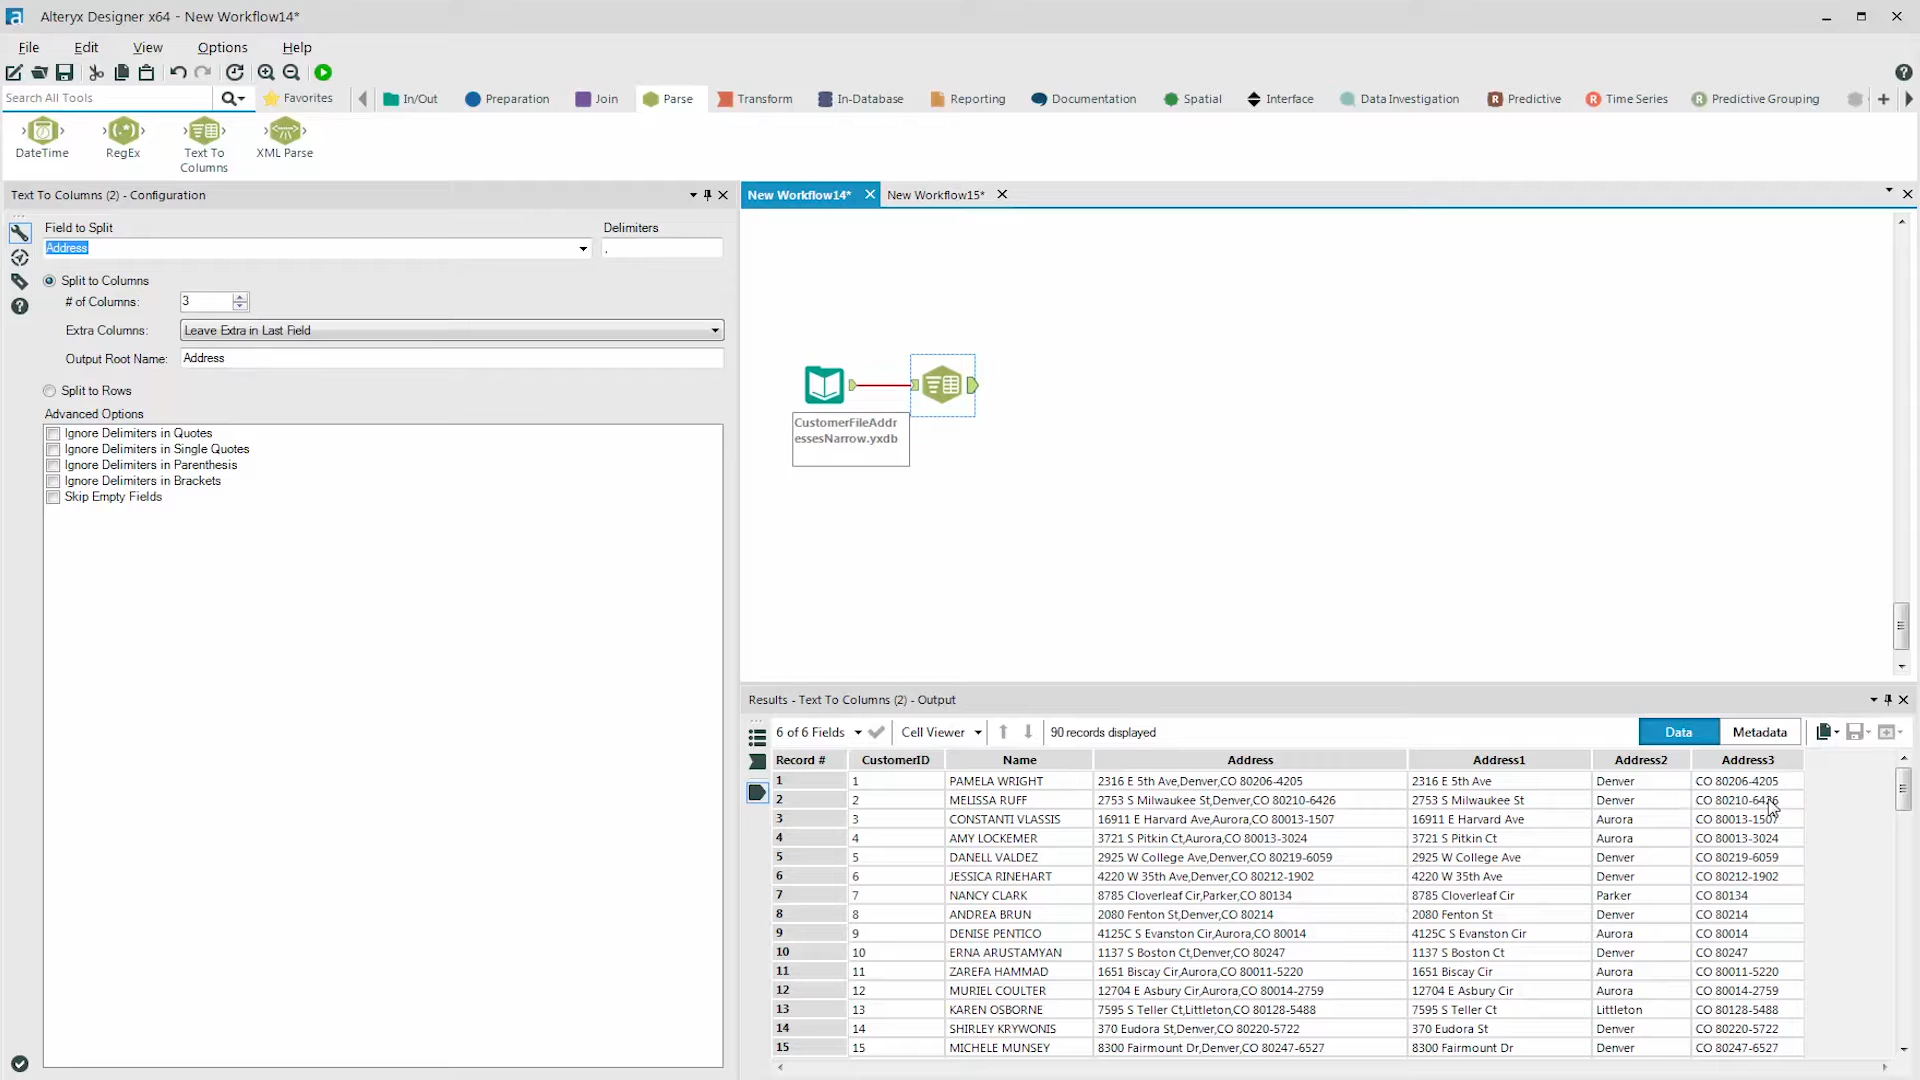 Alteryx Designer x64 - New Workflow14*
File Edit View Options Help
Search All Tools
Favorites In/Out Preparation Join Parse Transform In-Database Reporting Documentation Spatial Interface Data Investigation Predictive Time Series Predictive Grouping
DateTime RegEx Text To Columns XML Parse
Text To Columns (2) - Configuration
New Workflow14* New Workflow15*
Field to Split Delimiters
Address ,
Split to Columns
# of Columns: 3
Extra Columns: Leave Extra in Last Field
Output Root Name: Address
Split to Rows
Advanced Options
Ignore Delimiters in Quotes
Ignore Delimiters in Single Quotes
Ignore Delimiters in Parenthesis
Ignore Delimiters in Brackets
Skip Empty Fields
CustomerFileAddr
essesNarrow.yxdb
Results - Text To Columns (2) - Output
6 of 6 Fields Cell Viewer 90 records displayed Data Metadata
Record # CustomerID Name Address Address1 Address2 Address3
1 1 PAMELA WRIGHT 2316 E 5th Ave,Denver,CO 80206-4205 2316 E 5th Ave Denver CO 80206-4205
2 2 MELISSA RUFF 2753 S Milwaukee St,Denver,CO 80210-6426 2753 S Milwaukee St Denver CO 80210-6426
3 3 CONSTANTI VLASSIS 16911 E Harvard Ave,Aurora,CO 80013-1507 16911 E Harvard Ave Aurora CO 80013-1507
4 4 AMY LOCKEMER 3721 S Pitkin Ct,Aurora,CO 80013-3024 3721 S Pitkin Ct Aurora CO 80013-3024
5 5 DANELL VALDEZ 2925 W College Ave,Denver,CO 80219-6059 2925 W College Ave Denver CO 80219-6059
6 6 JESSICA RINEHART 4220 W 35th Ave,Denver,CO 80212-1902 4220 W 35th Ave Denver CO 80212-1902
7 7 NANCY CLARK 8785 Cloverleaf Cir,Parker,CO 80134 8785 Cloverleaf Cir Parker CO 80134
8 8 ANDREA BRUN 2080 Fenton St,Denver,CO 80214 2080 Fenton St Denver CO 80214
9 9 DENISE PENTICO 4125C S Evanston Cir,Aurora,CO 80014 4125C S Evanston Cir Aurora CO 80014
10 10 ERNA ARUSTAMYAN 1137 S Boston Ct,Denver,CO 80247 1137 S Boston Ct Denver CO 80247
11 11 ZAREFA HAMMAD 1651 Biscay Cir,Aurora,CO 80011-5220 1651 Biscay Cir Aurora CO 80011-5220
12 12 MURIEL COULTER 12704 E Asbury Cir,Aurora,CO 80014-2759 12704 E Asbury Cir Aurora CO 80014-2759
13 13 KAREN OSBORNE 7595 S Teller Ct,Littleton,CO 80128-5488 7595 S Teller Ct Littleton CO 80128-5488
14 14 SHIRLEY KRYWONIS 370 Eudora St,Denver,CO 80220-5722 370 Eudora St Denver CO 80220-5722
15 15 MICHELE MUNSEY 8300 Fairmount Dr,Denver,CO 80247-6527 8300 Fairmount Dr Denver CO 80247-6527